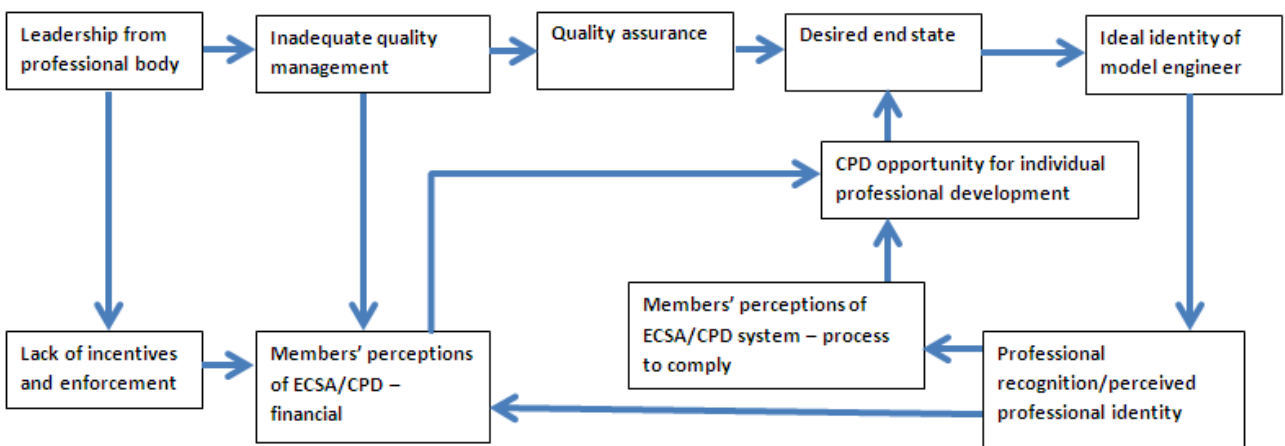 Leadership from
professional body
Inadequate quality
management
Quality assurance
Desired end state
Ideal identity of
model engineer
CPD opportunity for individual
professional development
Members’ perceptions of
ECSA/CPD system – process
to comply
Lack of incentives
and enforcement
Members’ perceptions
of ECSA/CPD –
financial
Professional
recognition/perceived
professional identity